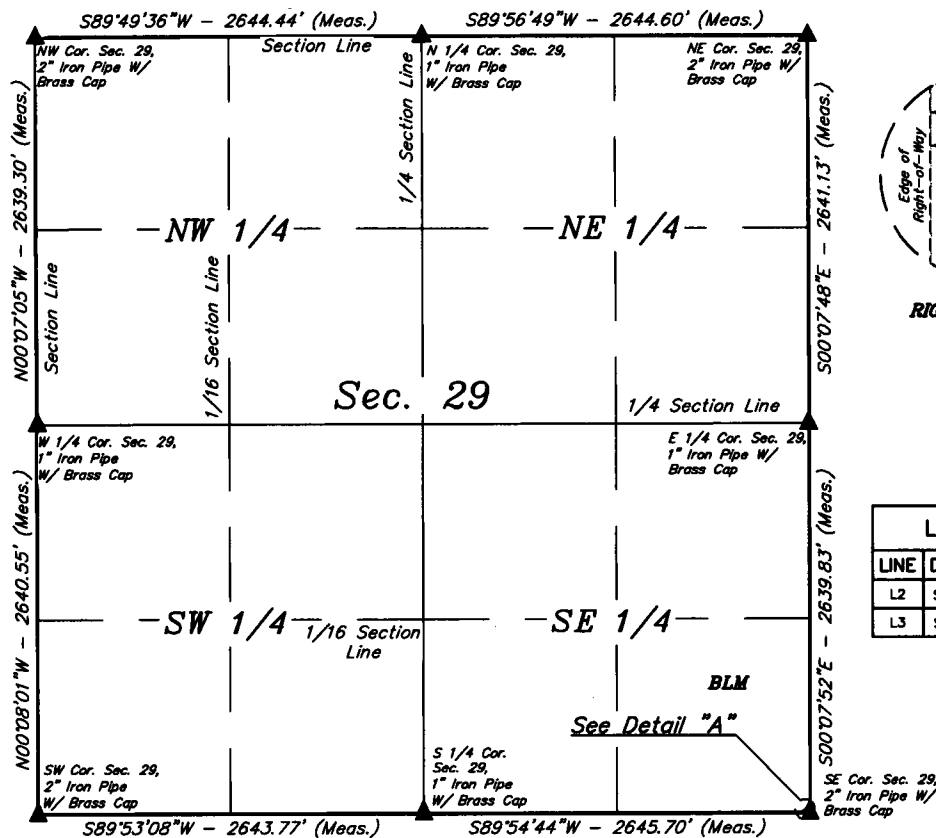 S89°49'36"W - 2644.44' (Meas.)
S89°56'49"W - 2644.60' (Meas.)
NW Cor. Sec. 29,
2" Iron Pipe W/
Brass Cap
Section Line
N 1/4 Cor. Sec. 29,
1" Iron Pipe
W/ Brass Cap
NE Cor. Sec. 29,
2" Iron Pipe W/
Brass Cap
1/4 Section Line
N00°07'05"W - 2639.30' (Meas.)
Section Line
NW 1/4
NE 1/4
1/16 Section Line
S00°07'48"E - 2641.13' (Meas.)
Edge of
Right-of-Way
RIG
Sec. 29
1/4 Section Line
W 1/4 Cor. Sec. 29,
1" Iron Pipe
W/ Brass Cap
E 1/4 Cor. Sec. 29,
1" Iron Pipe W/
Brass Cap
N00°08'01"W - 2640.55' (Meas.)
S00°07'52"E - 2639.83' (Meas.)
L
LINE D
L2 S
L3 S
SW 1/4
1/16 Section
Line
SE 1/4
BLM
See Detail "A"
SW Cor. Sec. 29,
2" Iron Pipe
W/ Brass Cap
S 1/4 Cor.
Sec. 29,
1" Iron Pipe
W/ Brass Cap
SE Cor. Sec. 29,
2" Iron Pipe W/
Brass Cap
S89°53'08"W - 2643.77' (Meas.)
S89°54'44"W - 2645.70' (Meas.)